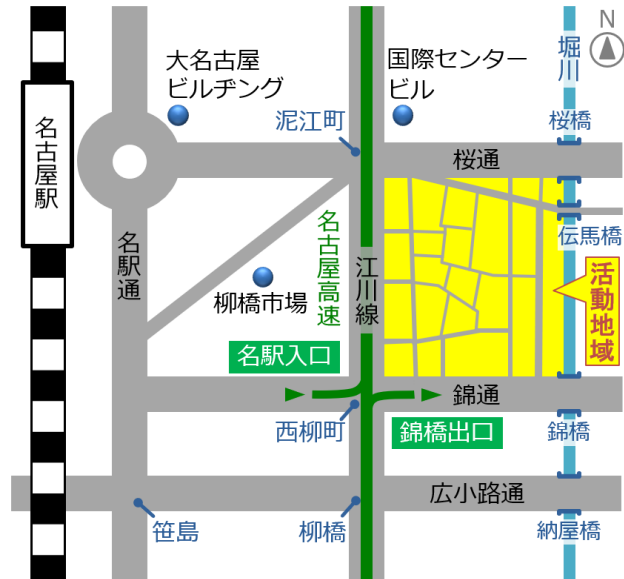 N
大名古屋
ビルヂング
国際センター
ビル
堀川
泥江町
桜橋
名古屋駅
桜通
名駅通
名古屋高速
江川線
伝馬橋
柳橋市場
活動地域
名駅入口
錦通
西柳町
錦橋出口
錦橋
広小路通
笹島
柳橋
納屋橋